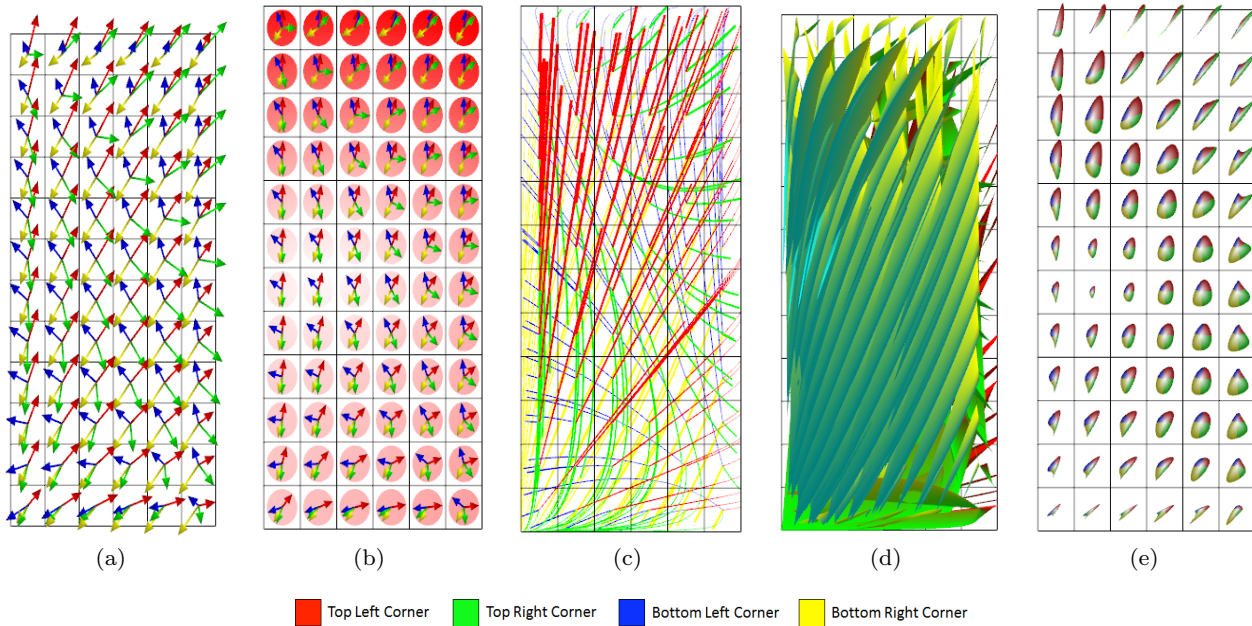 (a) (b) (c) (d) (e)
Top Left Corner Top Right Corner Bottom Left Corner Bottom Right Corner